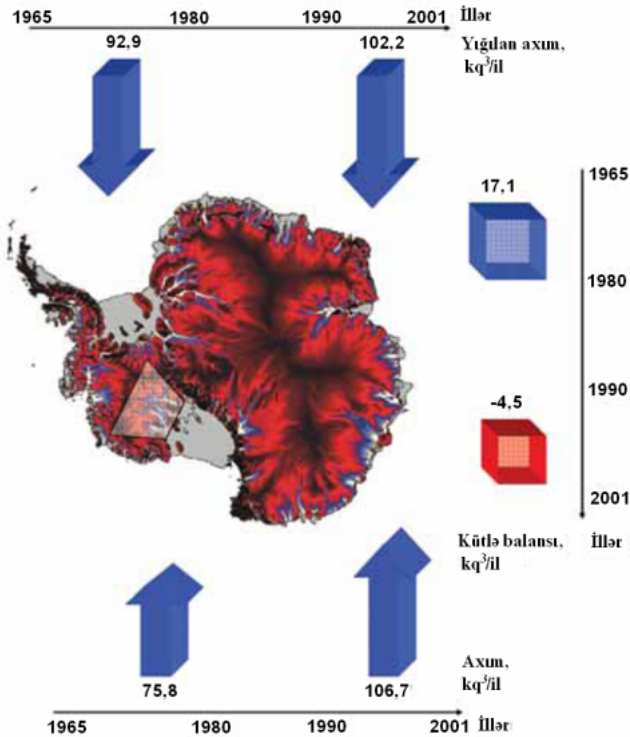 1965 1980 1990 2001 İllər
92,9 102,2 Yığılan axım,
kq³/il
17,1
1965
1980
1990
-4,5
2001
Kütlə balansı, İllər
kq³/il
Axım,
75,8 106,7 kq³/il
1965 1980 1990 2001 İllər